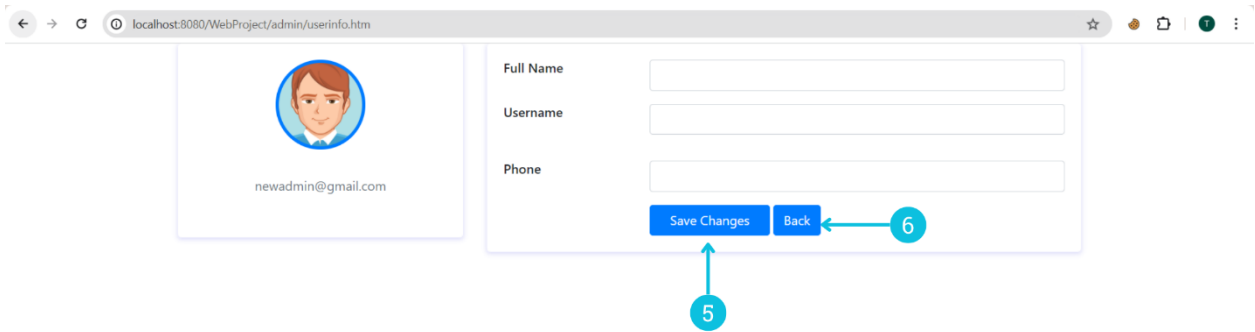 localhost:8080/WebProject/admin/userinfo.htm
T
newadmin@gmail.com
Full Name
Username
Phone
Save Changes
Back
6
5